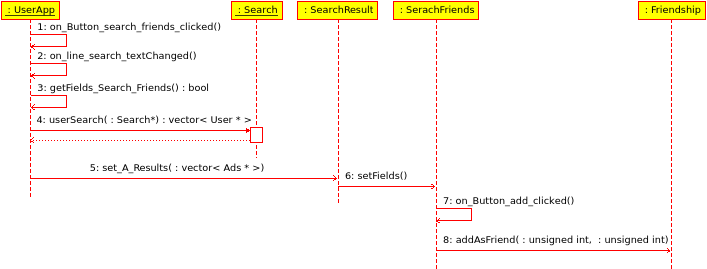 : UserApp
: Search
: SearchResult
: SerachFriends
: Friendship
1: on_Button_search_friends_clicked()
2: on_line_search_textChanged()
3: getFields_Search_Friends() : bool
4: userSearch( : Search*) : vector< User * >
5: set_A_Results( : vector< Ads * >)
6: setFields()
7: on_Button_add_clicked()
8: addAsFriend( : unsigned int,  : unsigned int)